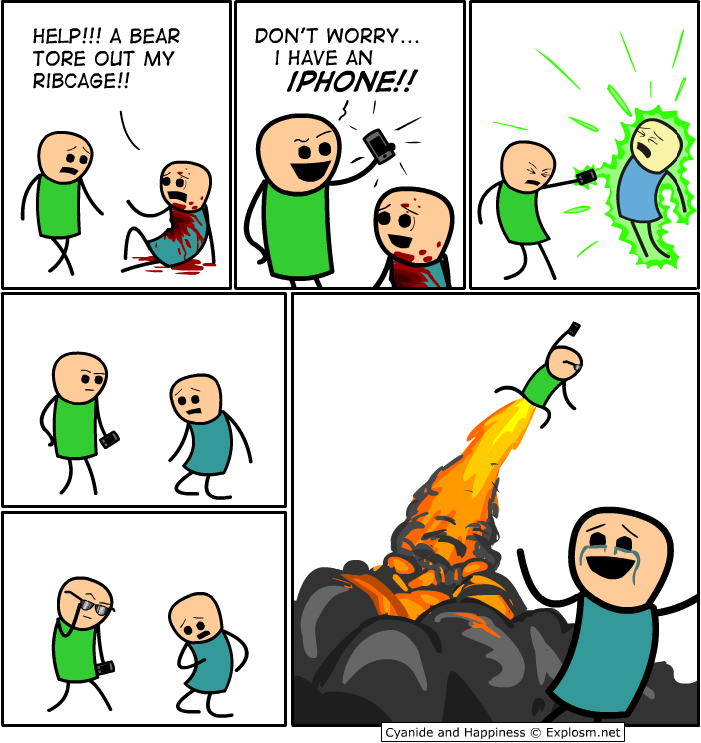 HELP!!! A BEAR
TORE OUT MY
RIBCAGE!!
DON'T WORRY...
I HAVE AN
IPHONE!!
Cyanide and Happiness © Explosm.net